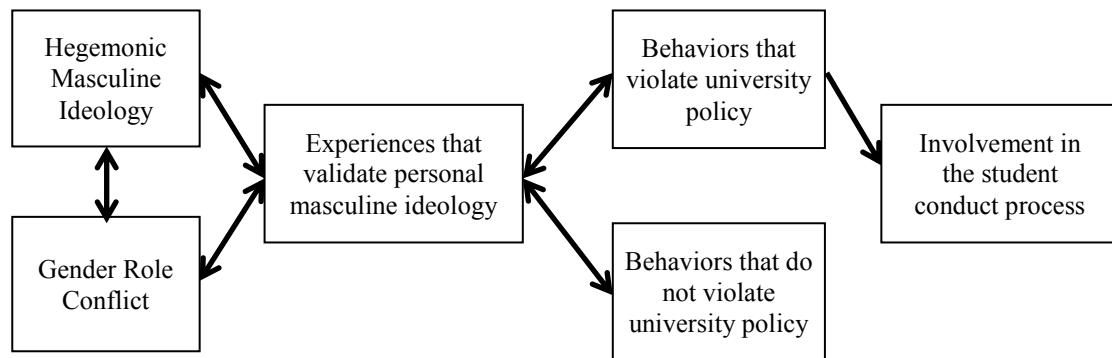 Hegemonic
Masculine
Ideology
Gender Role
Conflict
Experiences that
validate personal
masculine ideology
Behaviors that
violate university
policy
Behaviors that do
not violate
university policy
Involvement in
the student
conduct process